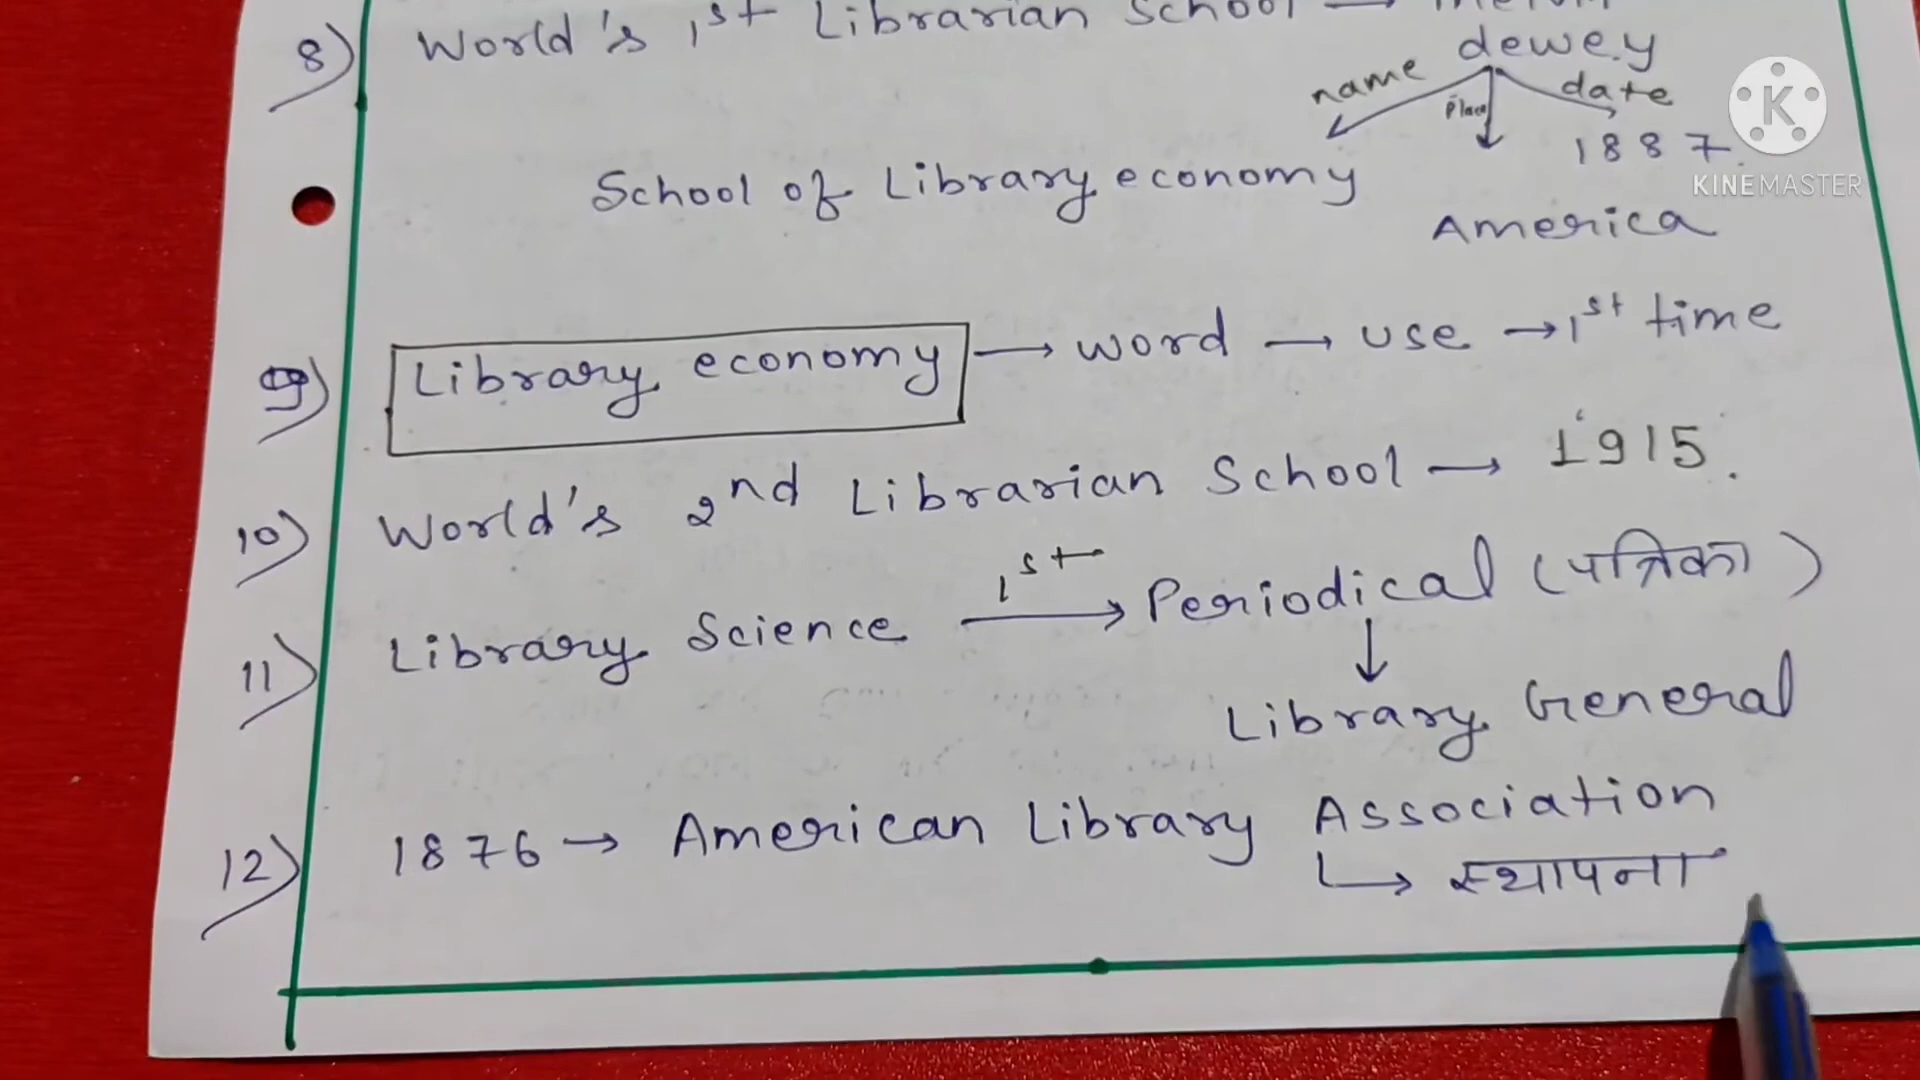 8) World's 1st Librarian School →
dewey
name Place date
1887.
School of Library economy
America
9) Library economy → word → use → 1st time
10) World's 2nd Librarian School → 1915.
11) Library Science 1st → Periodical (पत्रिका)
↓
Library General
12) 1876 → American Library Association
↳ स्थापना
K
KINEMASTER